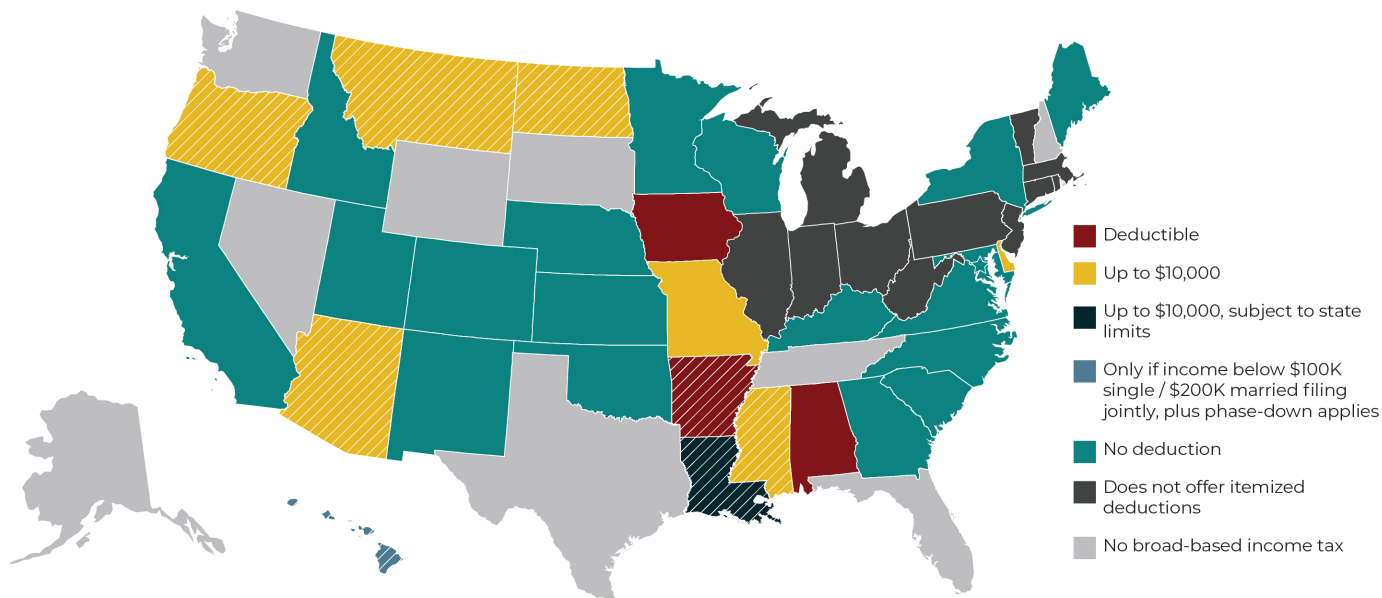 Deductible
Up to $10,000
Up to $10,000, subject to state
limits
Only if income below $100K
single / $200K married filing
jointly, plus phase-down applies
No deduction
Does not offer itemized
deductions
No broad-based income tax